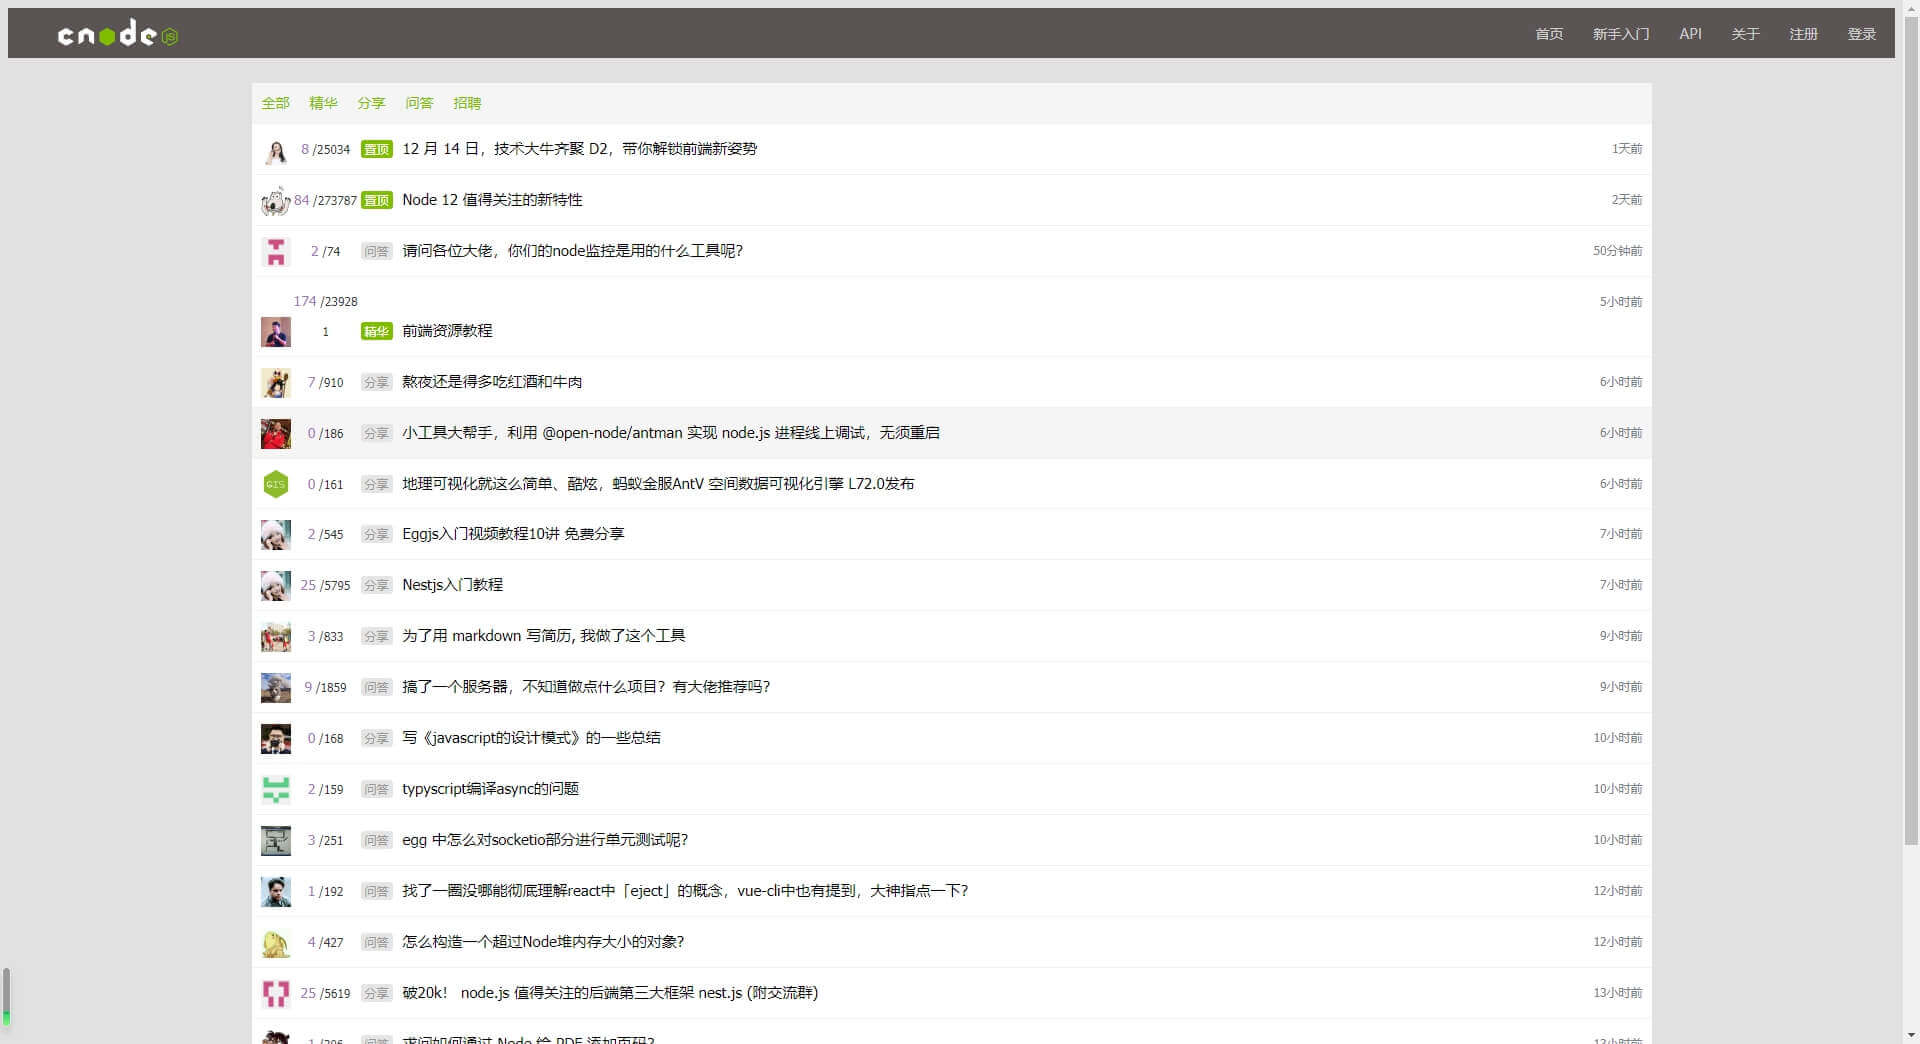 cnodejs
首页 新手入门 API 关于 注册 登录
全部 精华 分享 问答 招聘
8 /25034 置顶 12 月 14 日，技术大牛齐聚 D2，带你解锁前端新姿势 1天前
84 /273787 置顶 Node 12 值得关注的新特性 2天前
2 /74 问答 请问各位大佬，你们的node监控是用的什么工具呢？ 50分钟前
174 /23928 5小时前
1 精华 前端资源教程
7 /910 分享 熬夜还是得多吃红酒和牛肉 6小时前
0 /186 分享 小工具大帮手，利用 @open-node/antman 实现 node.js 进程线上调试，无须重启 6小时前
GIS
0 /161 分享 地理可视化就这么简单、酷炫，蚂蚁金服AntV 空间数据可视化引擎 L72.0发布 6小时前
2 /545 分享 Eggjs入门视频教程10讲 免费分享 7小时前
25 /5795 分享 Nestjs入门教程 7小时前
3 /833 分享 为了用 markdown 写简历, 我做了这个工具 9小时前
9 /1859 问答 搞了一个服务器，不知道做点什么项目？有大佬推荐吗？ 9小时前
0 /168 分享 写《javascript的设计模式》的一些总结 10小时前
2 /159 问答 typyscript编译async的问题 10小时前
3 /251 问答 egg 中怎么对socketio部分进行单元测试呢？ 10小时前
1 /192 问答 找了一圈没哪能彻底理解react中「eject」的概念，vue-cli中也有提到，大神指点一下？ 12小时前
4 /427 问答 怎么构造一个超过Node堆内存大小的对象？ 12小时前
25 /5619 分享 破20k！ node.js 值得关注的后端第三大框架 nest.js (附交流群) 13小时前
问答 求问如何通过 Node 给 PDF 添加页码？ 13小时前